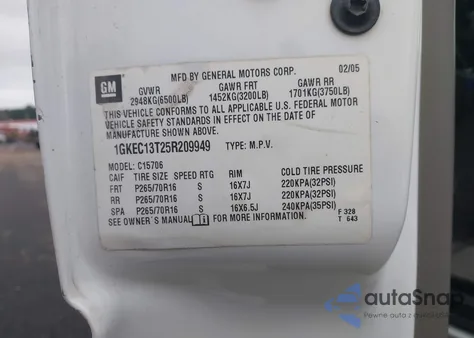 GM
MFD BY GENERAL MOTORS CORP. 02/05
GVWR GAWR FRT GAWR RR
2948KG(6500LB) 1452KG(3200LB) 1701KG(3750LB)
THIS VEHICLE CONFORMS TO ALL APPLICABLE U.S. FEDERAL MOTOR
VEHICLE SAFETY STANDARDS IN EFFECT ON THE DATE OF
MANUFACTURE SHOWN ABOVE.
1GKEC13T25R209949 TYPE: M.P.V.
MODEL: C15706
CAIF TIRE SIZE SPEED RTG RIM COLD TIRE PRESSURE
FRT P265/70R16 S 16X7J 220KPA(32PSI)
RR P265/70R16 S 16X7J 220KPA(32PSI)
SPA P265/70R16 S 16X6.5J 240KPA(35PSI)
SEE OWNER'S MANUAL FOR MORE INFORMATION. F 328
T 643
autaSnap
Pewne auto z